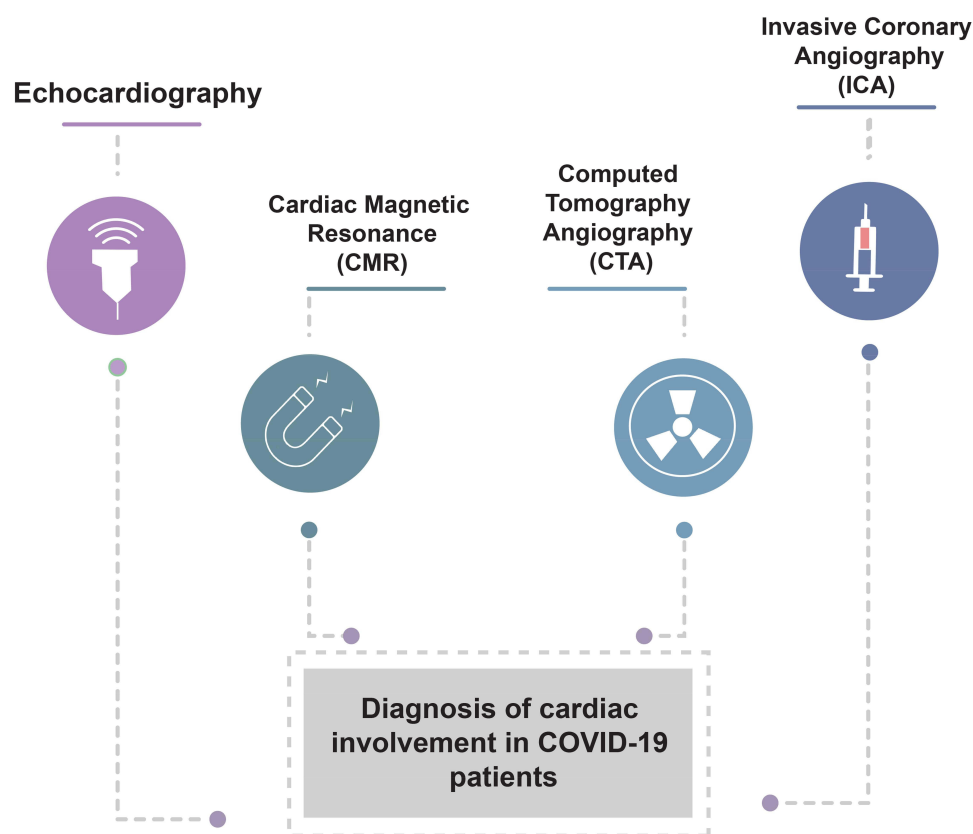 Echocardiography
Cardiac Magnetic
Resonance
(CMR)
Computed
Tomography
Angiography
(CTA)
Invasive Coronary
Angiography
(ICA)
Diagnosis of cardiac
involvement in COVID-19
patients